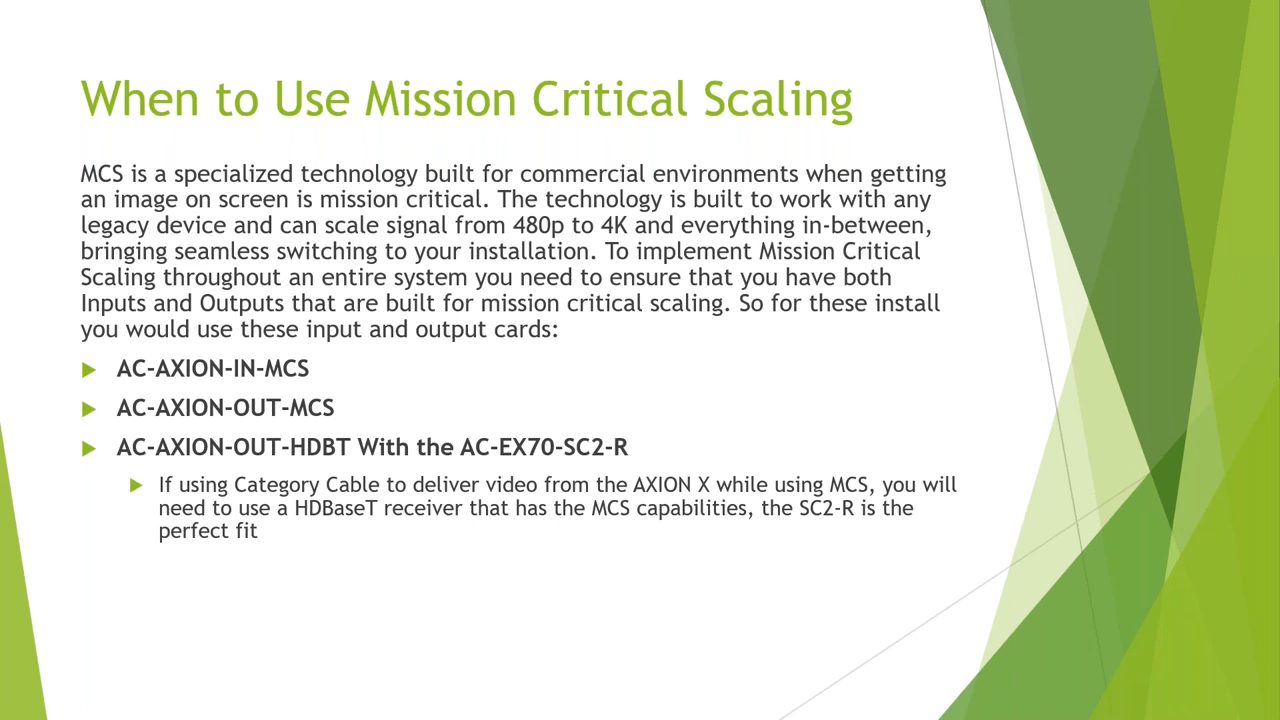 When to Use Mission Critical Scaling
MCS is a specialized technology built for commercial environments when getting
an image on screen is mission critical. The technology is built to work with any
legacy device and can scale signal from 480p to 4K and everything in-between,
bringing seamless switching to your installation. To implement Mission Critical
Scaling throughout an entire system you need to ensure that you have both
Inputs and Outputs that are built for mission critical scaling. So for these install
you would use these input and output cards:
AC-AXION-IN-MCS
AC-AXION-OUT-MCS
AC-AXION-OUT-HDBT With the AC-EX70-SC2-R
If using Category Cable to deliver video from the AXION X while using MCS, you will
need to use a HDBaseT receiver that has the MCS capabilities, the SC2-R is the
perfect fit